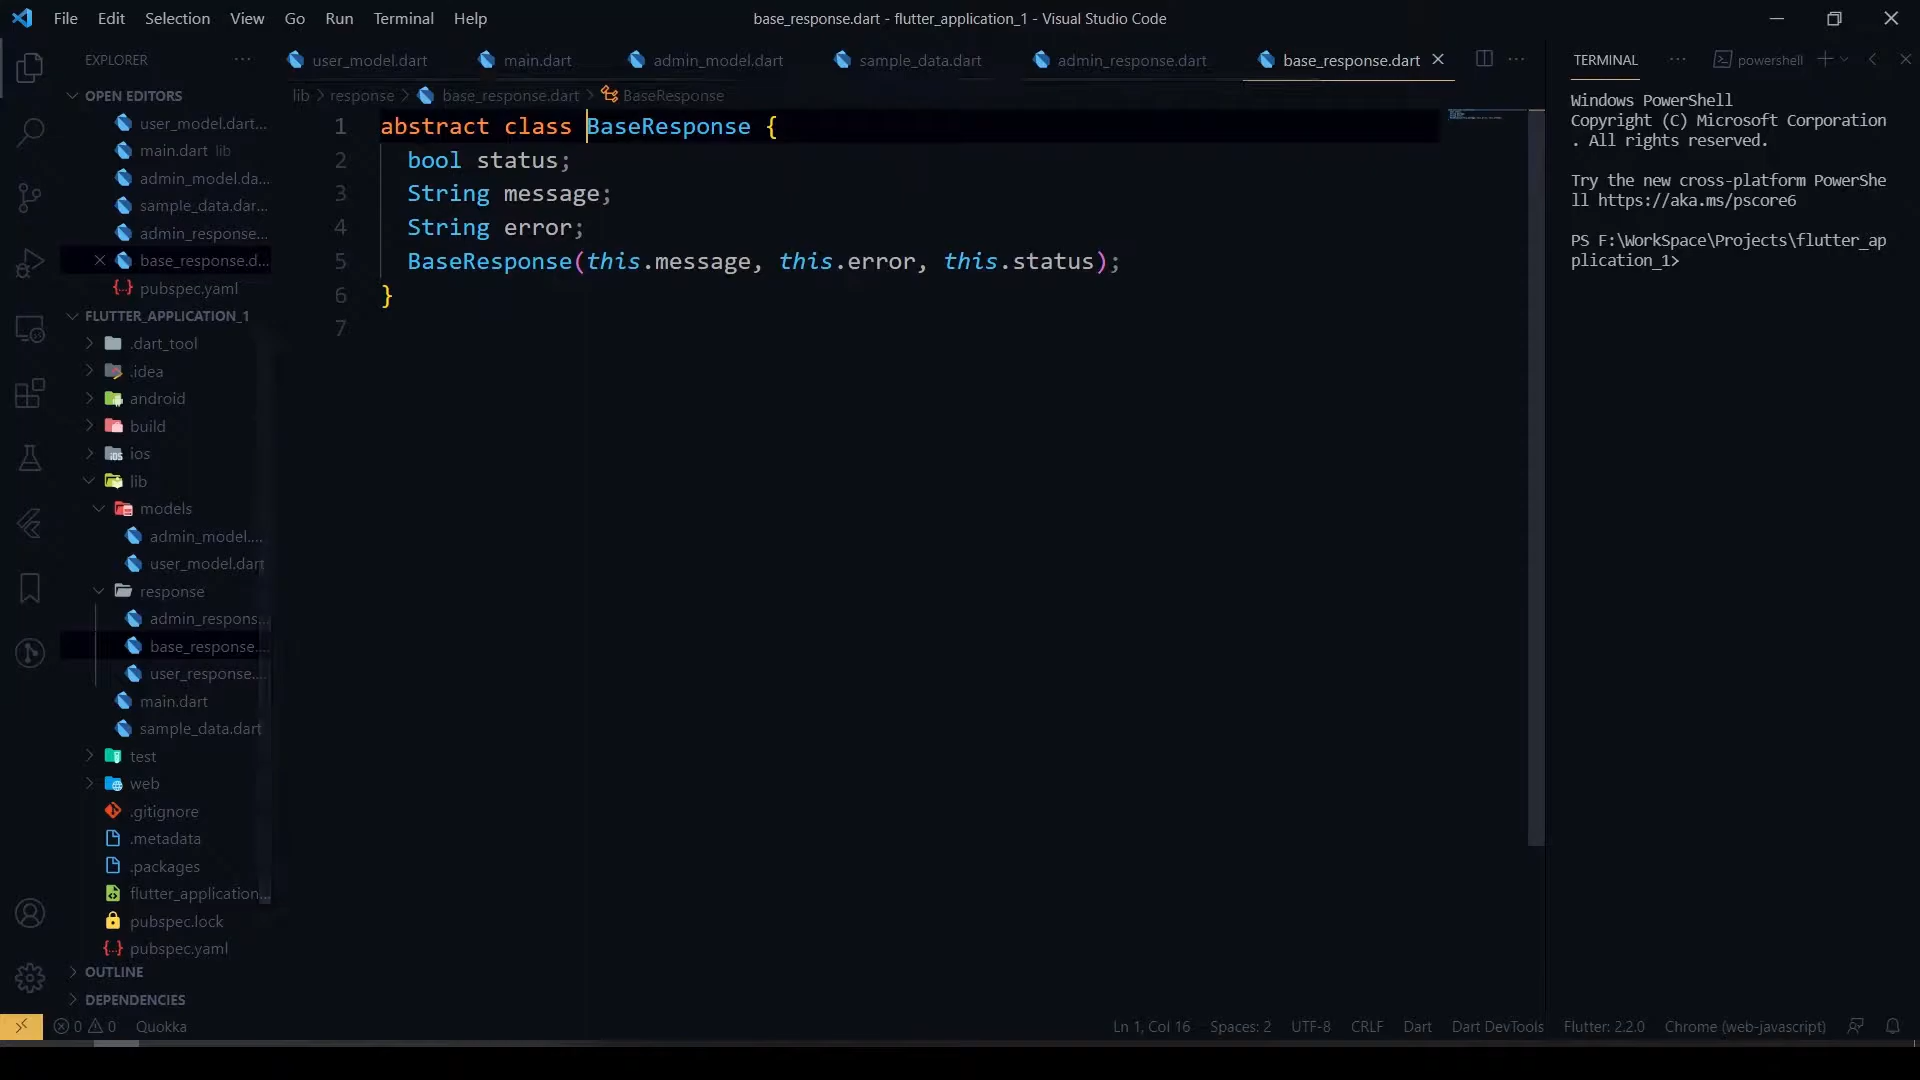 File Edit Selection View Go Run Terminal Help
base_response.dart - flutter_application_1 - Visual Studio Code
EXPLORER
OPEN EDITORS
user_model.dart...
main.dart lib
admin_model.da...
sample_data.dar...
admin_response...
base_response.d...
pubspec.yaml
FLUTTER_APPLICATION_1
.dart_tool
.idea
android
build
ios
lib
models
admin_model....
user_model.dart
response
admin_respons...
base_response....
user_response....
main.dart
sample_data.dart
test
web
.gitignore
.metadata
.packages
flutter_application...
pubspec.lock
pubspec.yaml
OUTLINE
DEPENDENCIES
user_model.dart main.dart admin_model.dart sample_data.dart admin_response.dart base_response.dart
lib > response > base_response.dart > BaseResponse
1 abstract class BaseResponse {
2 bool status;
3 String message;
4 String error;
5 BaseResponse(this.message, this.error, this.status);
6 }
7
TERMINAL powershell
Windows PowerShell
Copyright (C) Microsoft Corporation
. All rights reserved.
Try the new cross-platform PowerShe
ll https://aka.ms/pscore6
PS F:\WorkSpace\Projects\flutter_ap
plication_1>
0 0 Quokka
Ln 1, Col 16 Spaces: 2 UTF-8 CRLF Dart Dart DevTools Flutter: 2.2.0 Chrome (web-javascript)